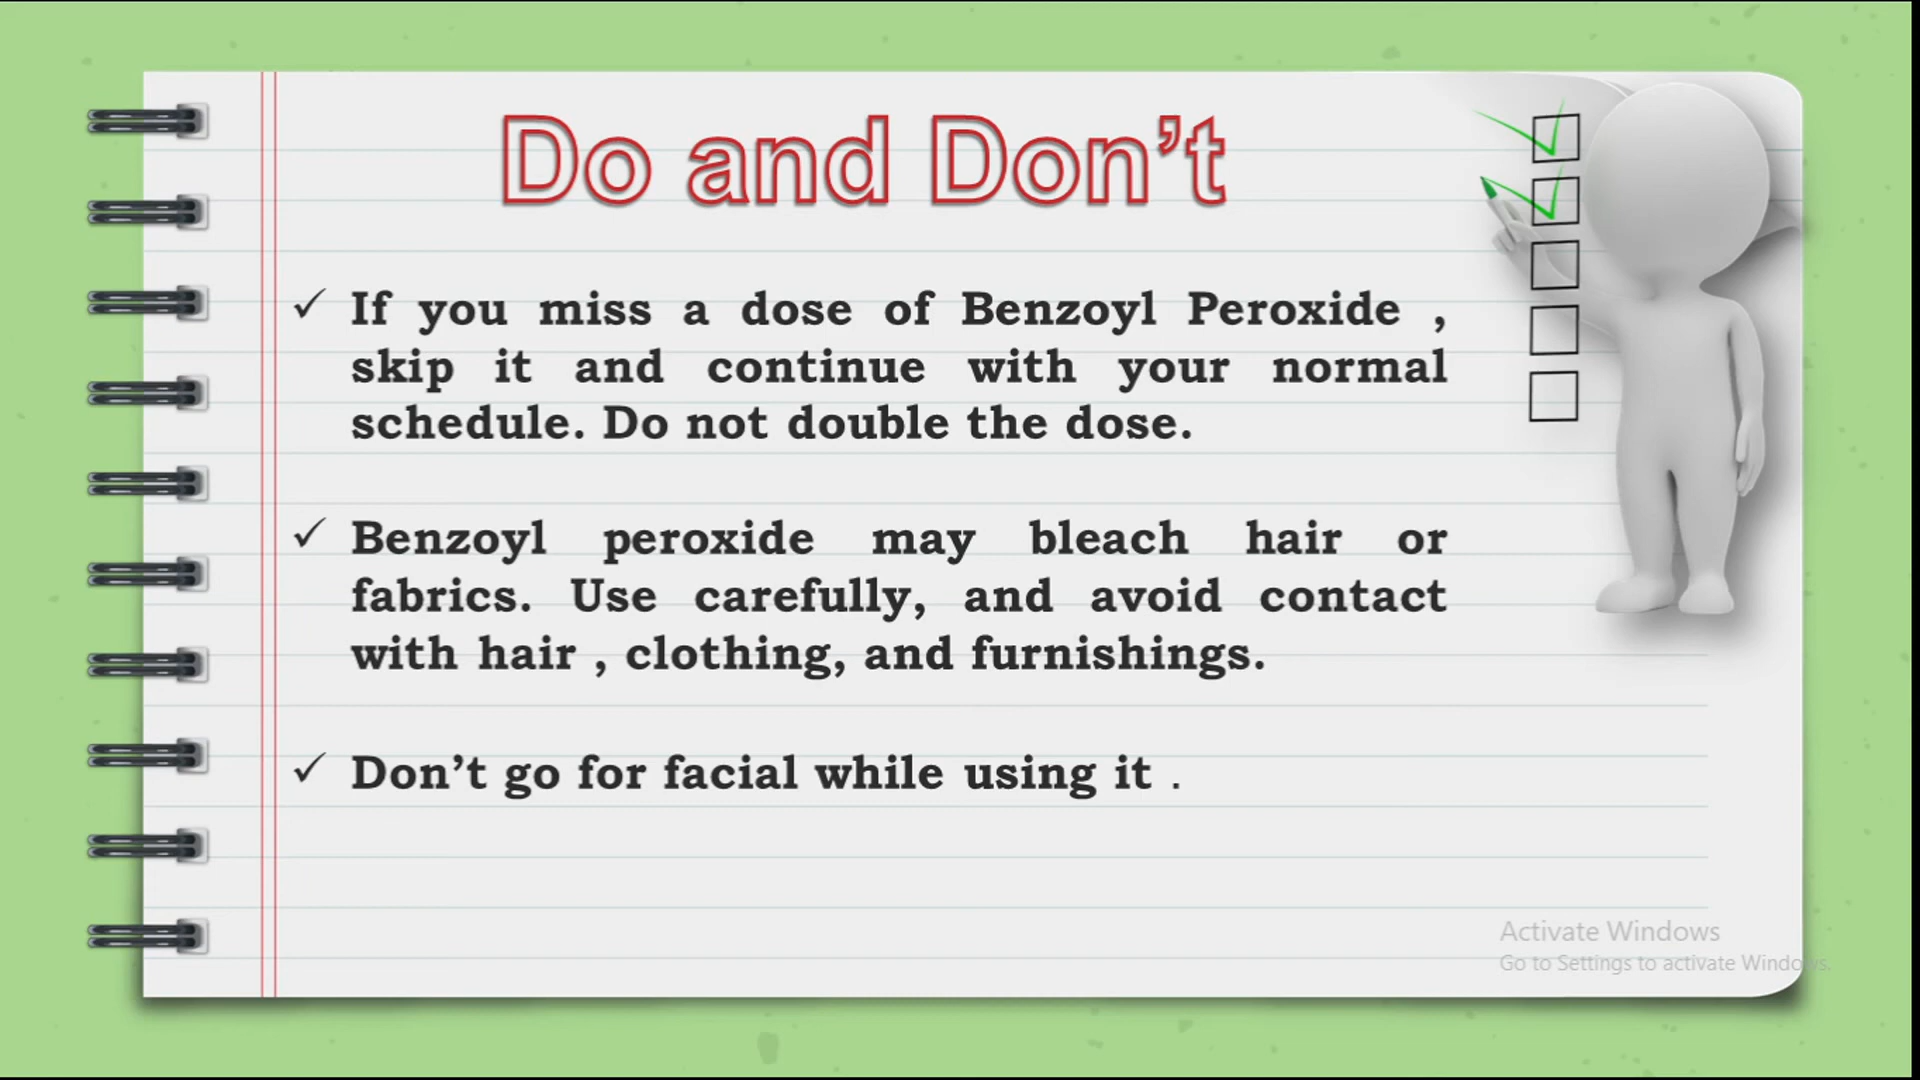 Do and Don’t
✓ If you miss a dose of Benzoyl Peroxide ,
skip it and continue with your normal
schedule. Do not double the dose.
✓ Benzoyl peroxide may bleach hair or
fabrics. Use carefully, and avoid contact
with hair , clothing, and furnishings.
✓ Don’t go for facial while using it .
Activate Windows
Go to Settings to activate Windows.